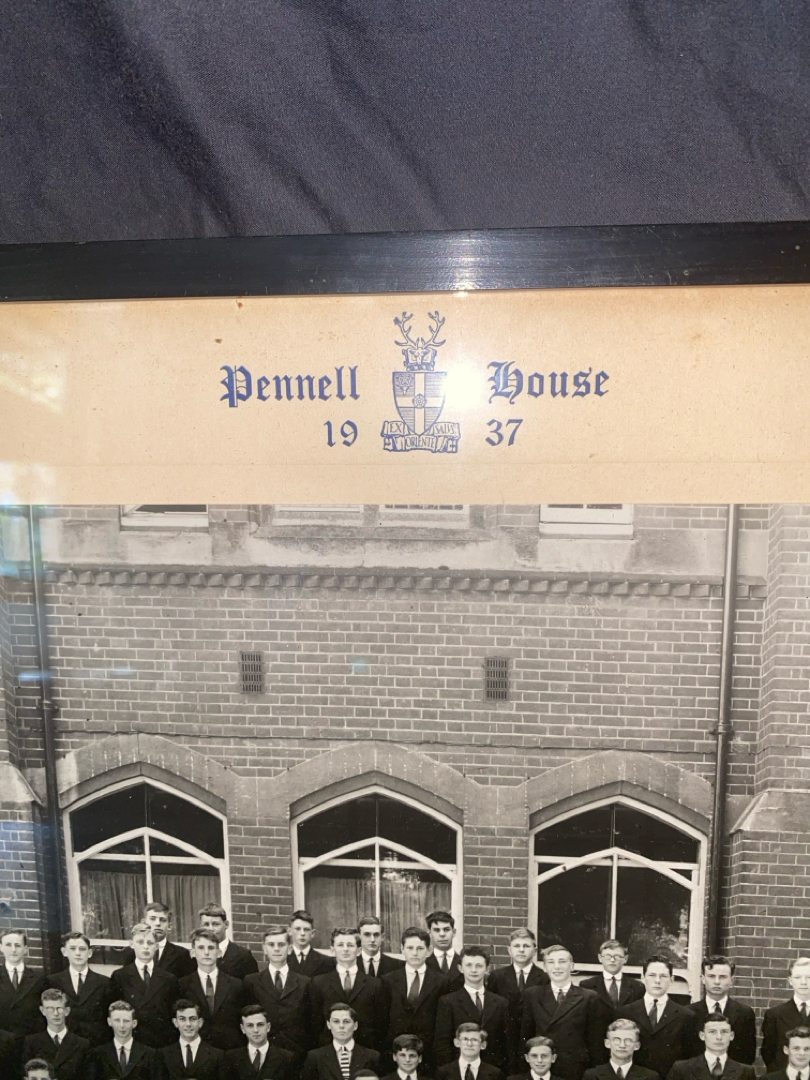 Pennell House
19 37
EX ORIENTE SALUS